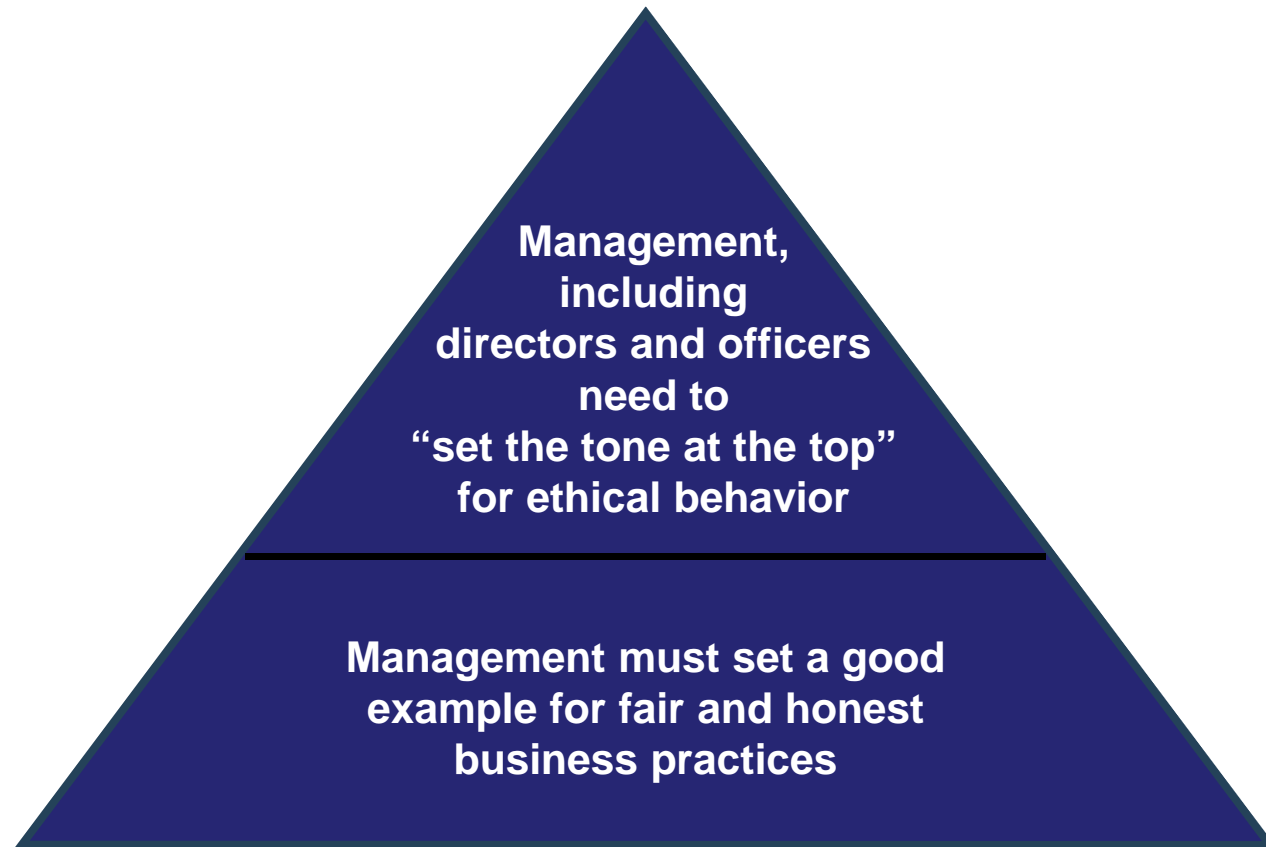 Management,
including
directors and officers
need to
“set the tone at the top”
for ethical behavior
Management must set a good
example for fair and honest
business practices